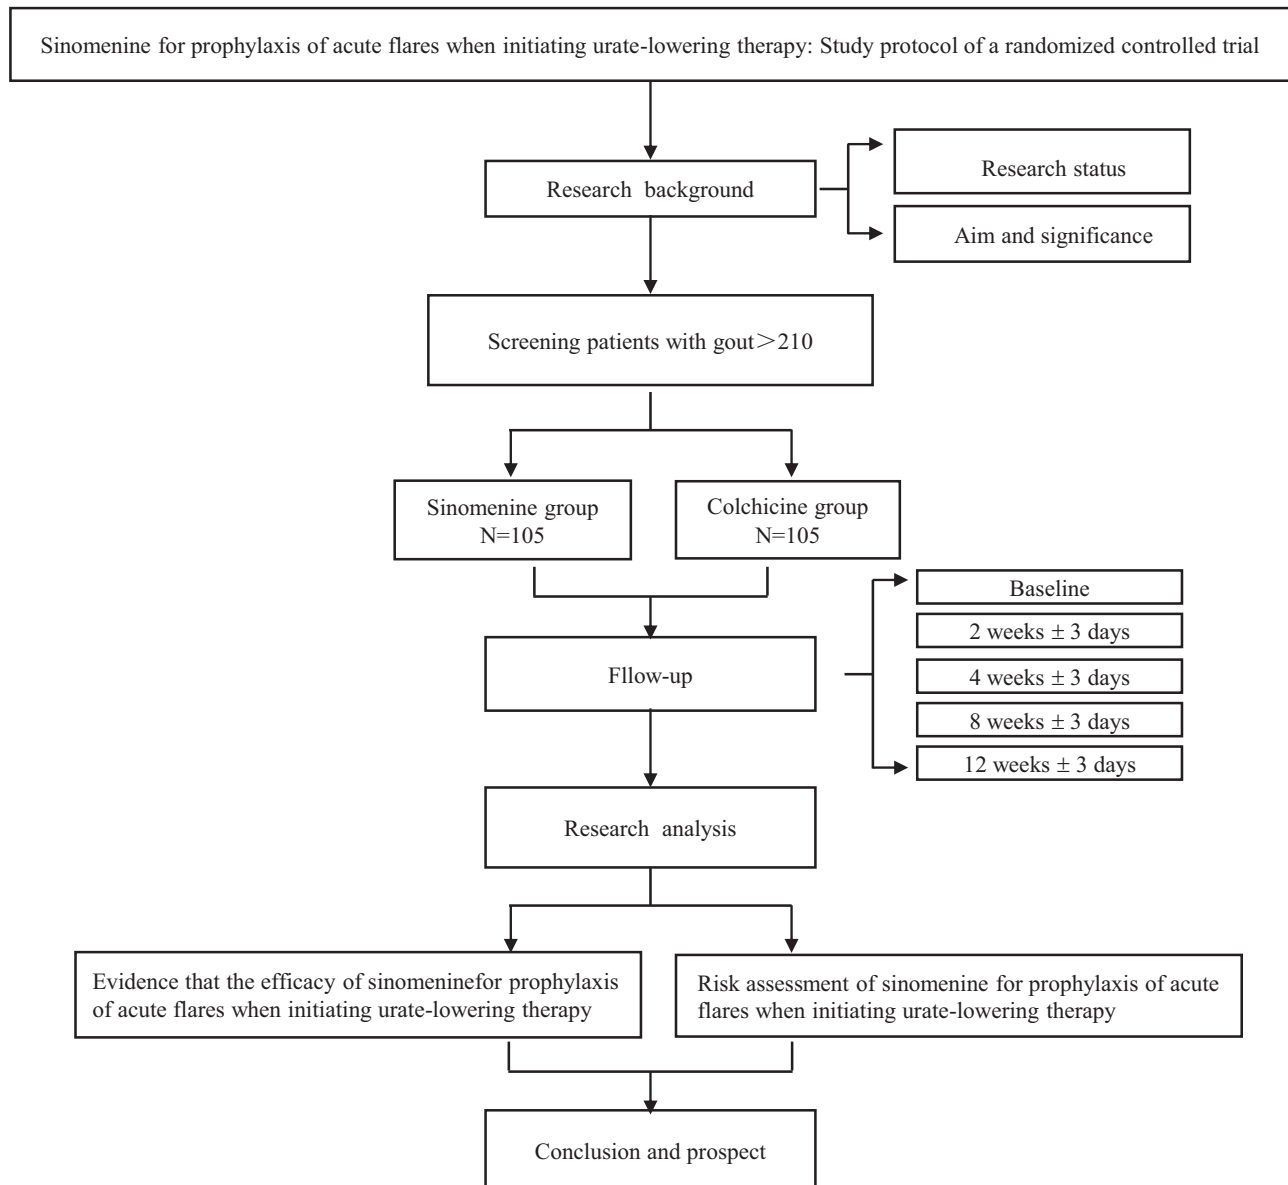 Sinomenine for prophylaxis of acute flares when initiating urate-lowering therapy: Study protocol of a randomized controlled trial
Research background
Research status
Aim and significance
Screening patients with gout＞210
Sinomenine group
N=105
Colchicine group
N=105
Fllow-up
Baseline
2 weeks ± 3 days
4 weeks ± 3 days
8 weeks ± 3 days
12 weeks ± 3 days
Research analysis
Evidence that the efficacy of sinomeninefor prophylaxis
of acute flares when initiating urate-lowering therapy
Risk assessment of sinomenine for prophylaxis of acute
flares when initiating urate-lowering therapy
Conclusion and prospect